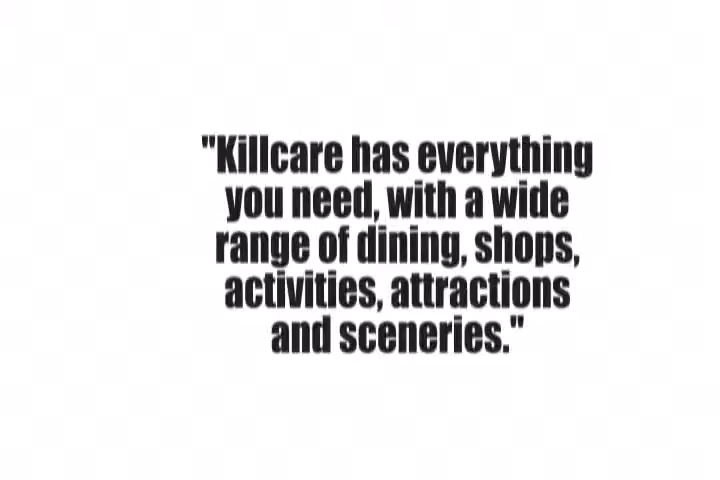 "Killcare has everything
you need, with a wide
range of dining, shops,
activities, attractions
and sceneries."